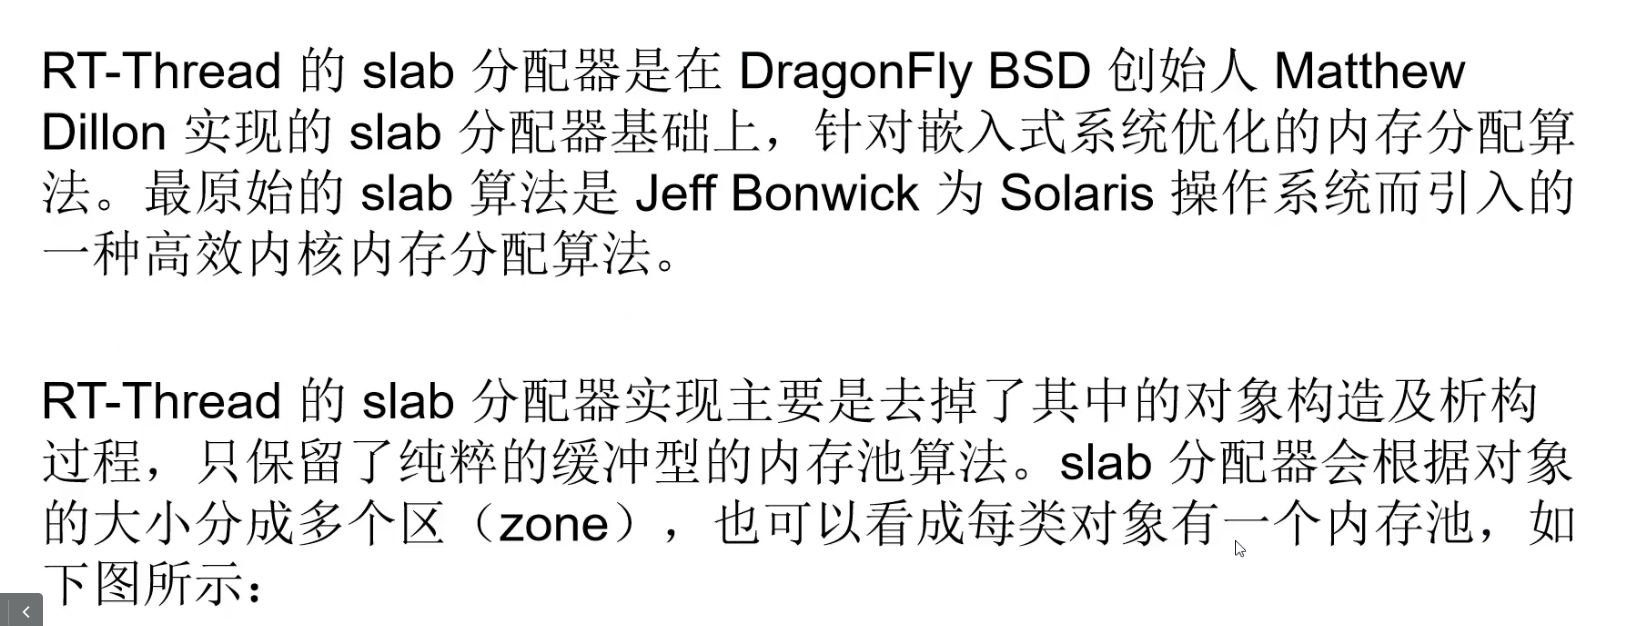 RT-Thread 的 slab 分配器是在 DragonFly BSD 创始人 Matthew
Dillon 实现的 slab 分配器基础上，针对嵌入式系统优化的内存分配算
法。最原始的 slab 算法是 Jeff Bonwick 为 Solaris 操作系统而引入的
一种高效内核内存分配算法。
RT-Thread 的 slab 分配器实现主要是去掉了其中的对象构造及析构
过程，只保留了纯粹的缓冲型的内存池算法。slab 分配器会根据对象
的大小分成多个区（zone），也可以看成每类对象有一个内存池，如
下图所示：